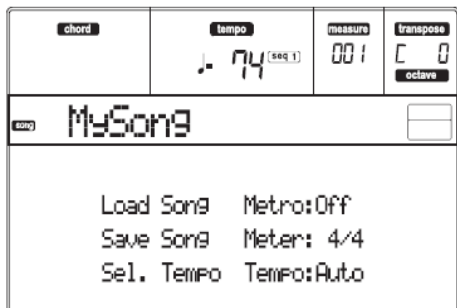 chord tempo measure transpose
♩= 74 seq 1 001 C 0
octave
song MySong
Load Song Metro:Off
Save Song Meter: 4/4
Sel. Tempo Tempo:Auto